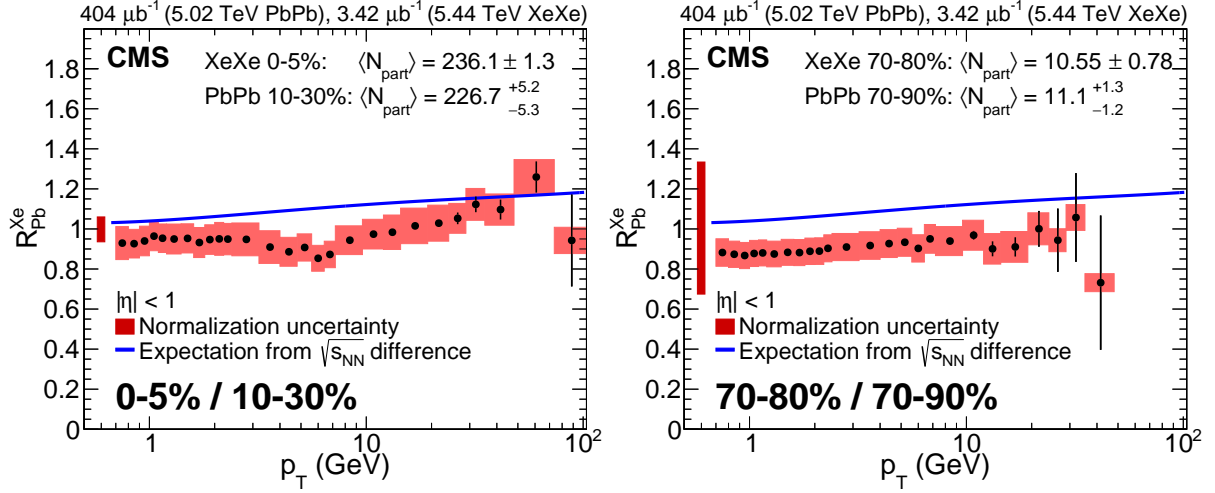 404 μb⁻¹ (5.02 TeV PbPb), 3.42 μb⁻¹ (5.44 TeV XeXe)
CMS
XeXe 0-5%: ⟨N_part⟩ = 236.1 ± 1.3
PbPb 10-30%: ⟨N_part⟩ = 226.7 +5.2 −5.3
R^Xe_Pb
1.8
1.6
1.4
1.2
1
0.8
0.6
0.4
0.2
0
|η| < 1
Normalization uncertainty
Expectation from √s_NN difference
0-5% / 10-30%
1 10 10²
p_T (GeV)
404 μb⁻¹ (5.02 TeV PbPb), 3.42 μb⁻¹ (5.44 TeV XeXe)
CMS
XeXe 70-80%: ⟨N_part⟩ = 10.55 ± 0.78
PbPb 70-90%: ⟨N_part⟩ = 11.1 +1.3 −1.2
R^Xe_Pb
1.8
1.6
1.4
1.2
1
0.8
0.6
0.4
0.2
0
|η| < 1
Normalization uncertainty
Expectation from √s_NN difference
70-80% / 70-90%
1 10 10²
p_T (GeV)